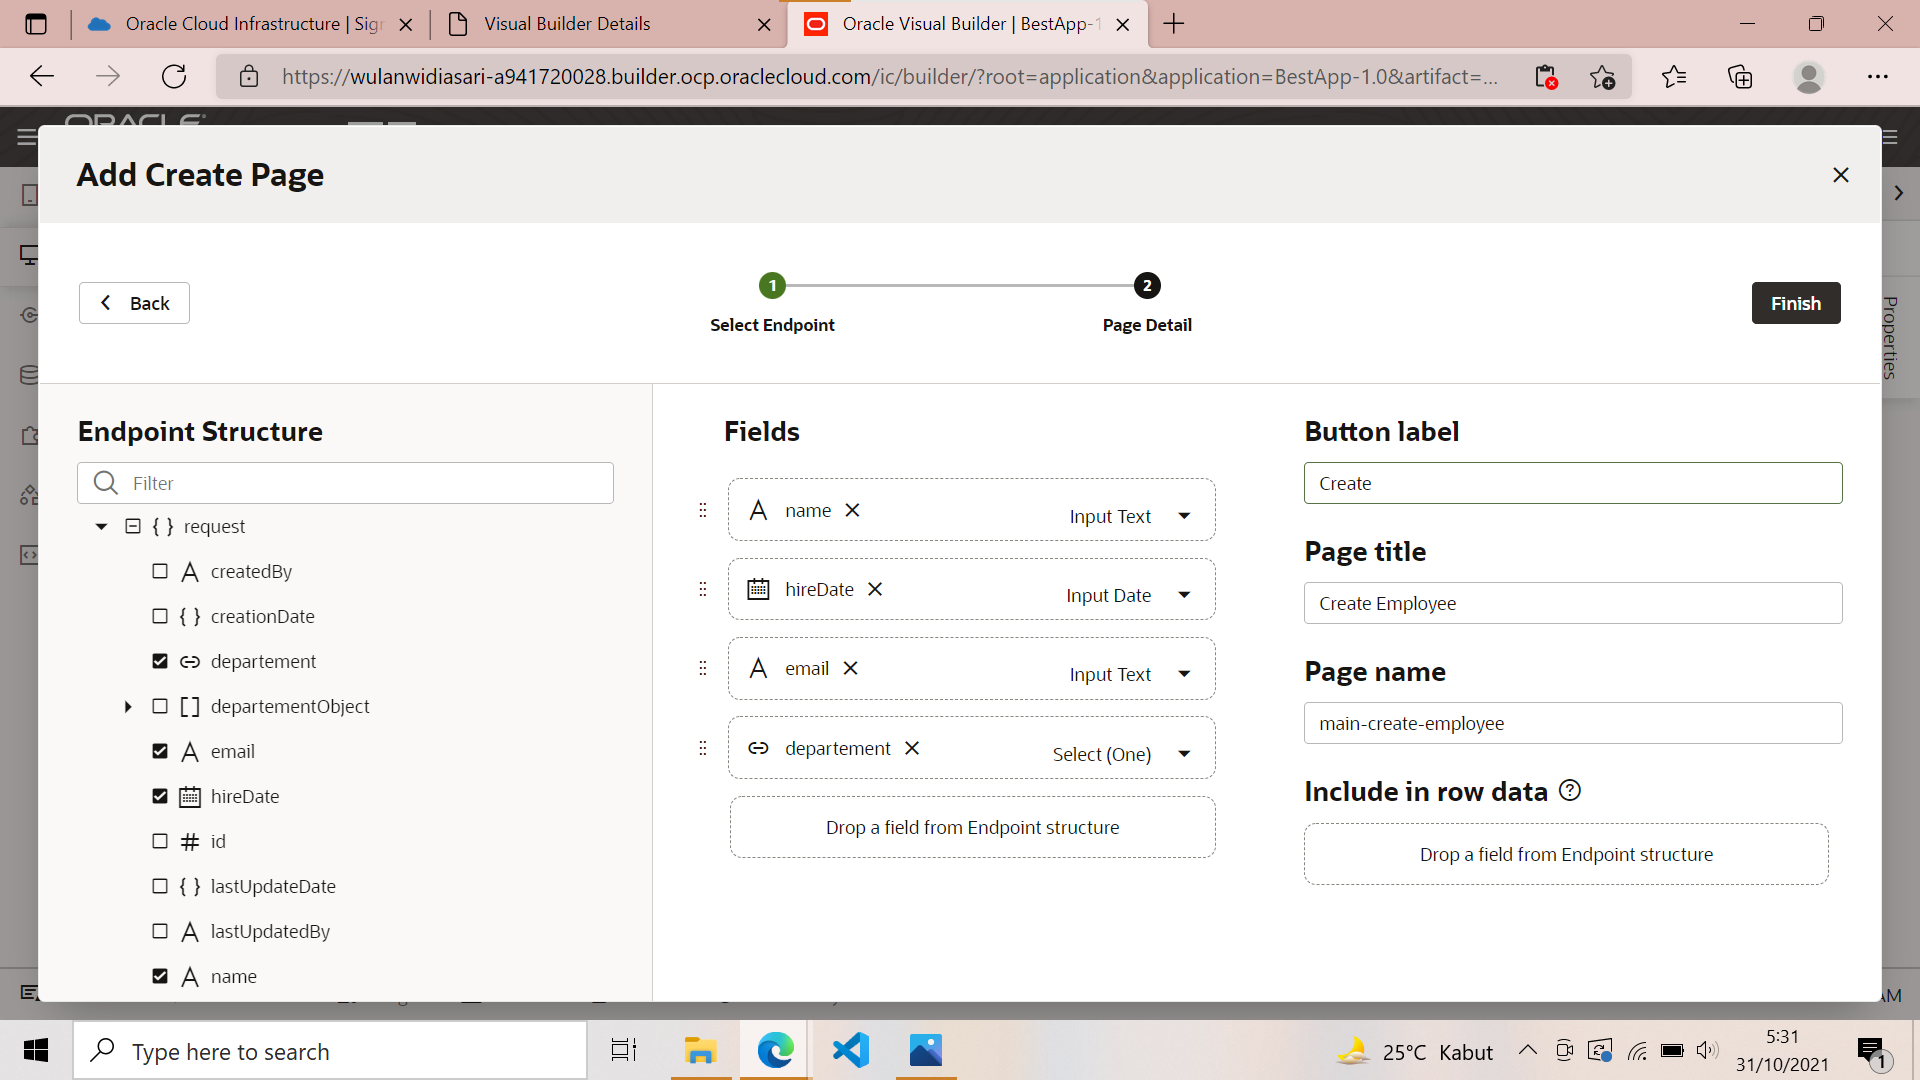 Oracle Cloud Infrastructure | Sign
Visual Builder Details
Oracle Visual Builder | BestApp-1
https://wulanwidiasari-a941720028.builder.ocp.oraclecloud.com/ic/builder/?root=application&application=BestApp-1.0&artifact=...
ORACLE
Add Create Page
Back
1
2
Select Endpoint
Page Detail
Finish
Properties
Endpoint Structure
Filter
{ } request
A createdBy
{ } creationDate
departement
[ ] departementObject
A email
hireDate
# id
{ } lastUpdateDate
A lastUpdatedBy
A name
Fields
A name Input Text
hireDate Input Date
A email Input Text
departement Select (One)
Drop a field from Endpoint structure
Button label
Create
Page title
Create Employee
Page name
main-create-employee
Include in row data ?
Drop a field from Endpoint structure
AM
Type here to search
25°C Kabut
5:31
31/10/2021
1